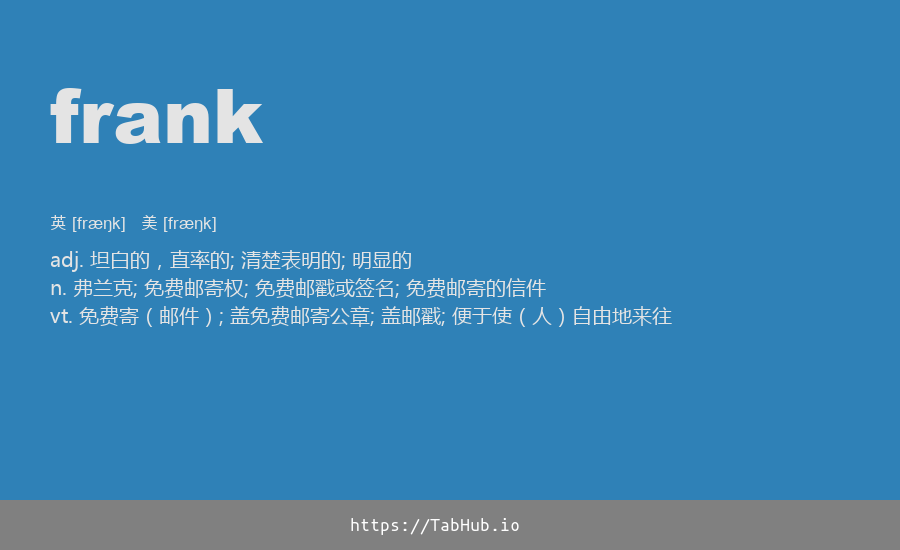 frank
英 [fræŋk] 美 [fræŋk]
adj. 坦白的，直率的; 清楚表明的; 明显的
n. 弗兰克; 免费邮寄权; 免费邮戳或签名; 免费邮寄的信件
vt. 免费寄（邮件）; 盖免费邮寄公章; 盖邮戳; 便于使（人）自由地来往
https://TabHub.io